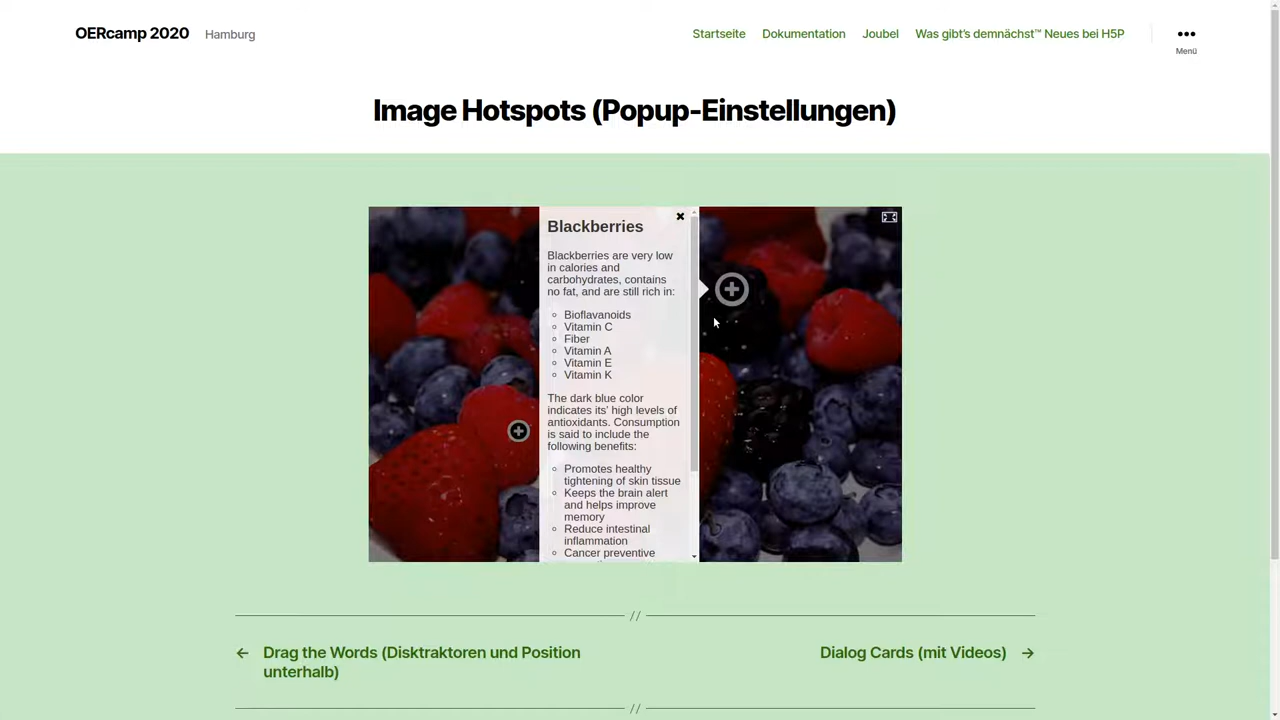 OERcamp 2020
Hamburg
Startseite
Dokumentation
Joubel
Was gibt's demnächst™ Neues bei H5P
Menü
Image Hotspots (Popup-Einstellungen)
Blackberries
Blackberries are very low
in calories and
carbohydrates, contains
no fat, and are still rich in:
Bioflavanoids
Vitamin C
Fiber
Vitamin A
Vitamin E
Vitamin K
The dark blue color
indicates its' high levels of
antioxidants. Consumption
is said to include the
following benefits:
Promotes healthy
tightening of skin tissue
Keeps the brain alert
and helps improve
memory
Reduce intestinal
inflammation
Cancer preventive
//
← Drag the Words (Disktraktoren und Position
unterhalb)
Dialog Cards (mit Videos) →
//